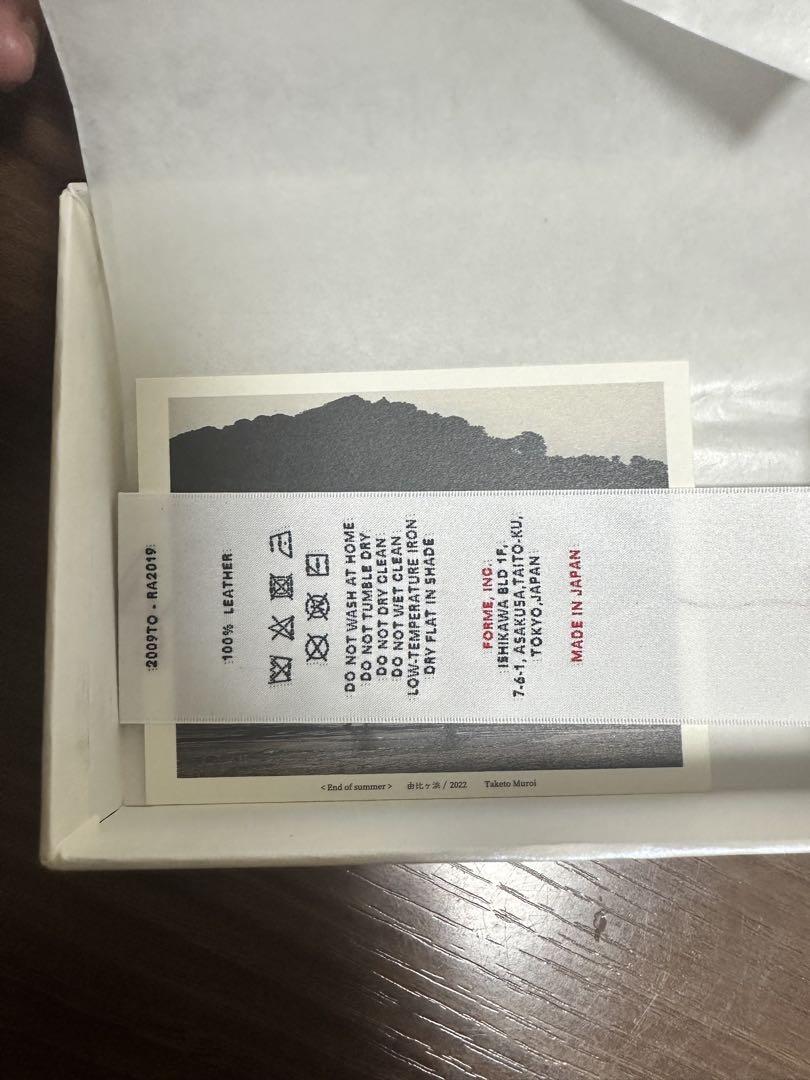 2009TO - RA2019
100% LEATHER
DO NOT WASH AT HOME
DO NOT TUMBLE DRY
DO NOT DRY CLEAN
DO NOT WET CLEAN
LOW-TEMPERATURE IRON
DRY FLAT IN SHADE
FORME, INC.
ISHIKAWA BLD 1F,
7-6-1, ASAKUSA,TAITO-KU,
TOKYO,JAPAN
MADE IN JAPAN
< End of summer > 由比ヶ浜 / 2022 Taketo Muroi